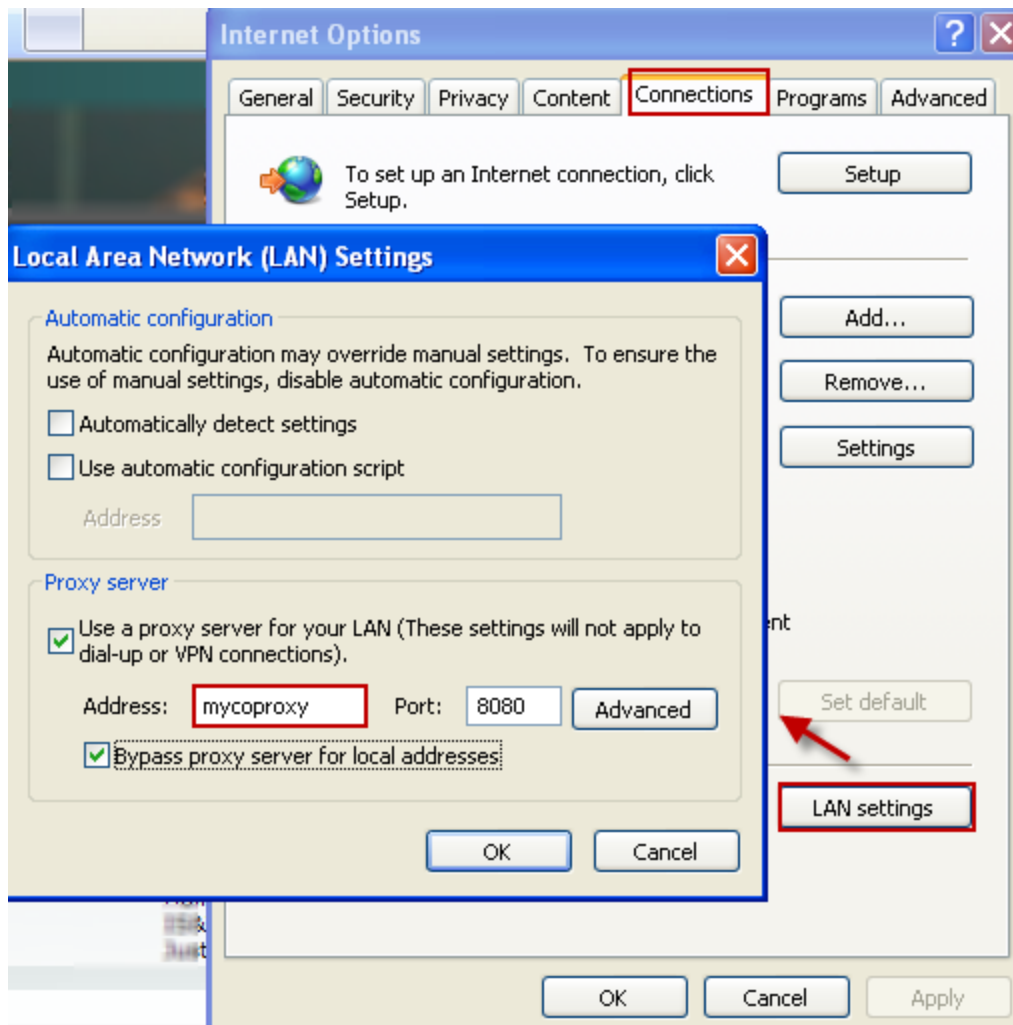 Internet Options
General Security Privacy Content Connections Programs Advanced
To set up an Internet connection, click
Setup.
Setup
Local Area Network (LAN) Settings
Automatic configuration
Automatic configuration may override manual settings. To ensure the
use of manual settings, disable automatic configuration.
Automatically detect settings
Use automatic configuration script
Address
Proxy server
Use a proxy server for your LAN (These settings will not apply to
dial-up or VPN connections).
Address: mycoproxy Port: 8080 Advanced
Bypass proxy server for local addresses
OK Cancel
Add...
Remove...
Settings
Set default
LAN settings
OK Cancel Apply